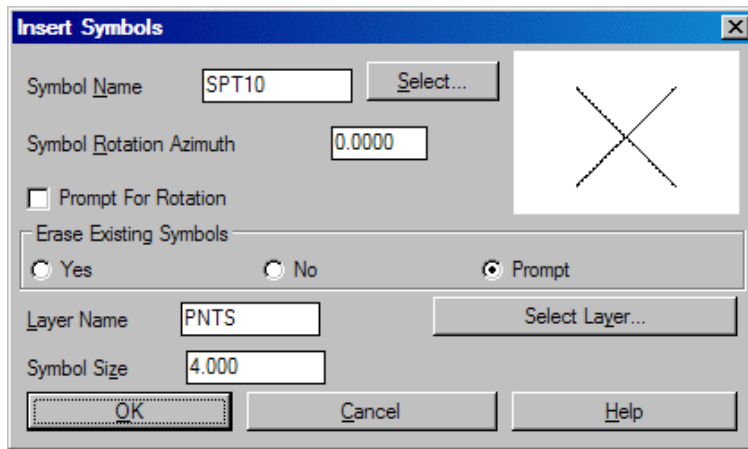 Insert Symbols
Symbol Name SPT10 Select...
Symbol Rotation Azimuth 0.0000
Prompt For Rotation
Erase Existing Symbols
Yes No Prompt
Layer Name PNTS Select Layer...
Symbol Size 4.000
OK Cancel Help